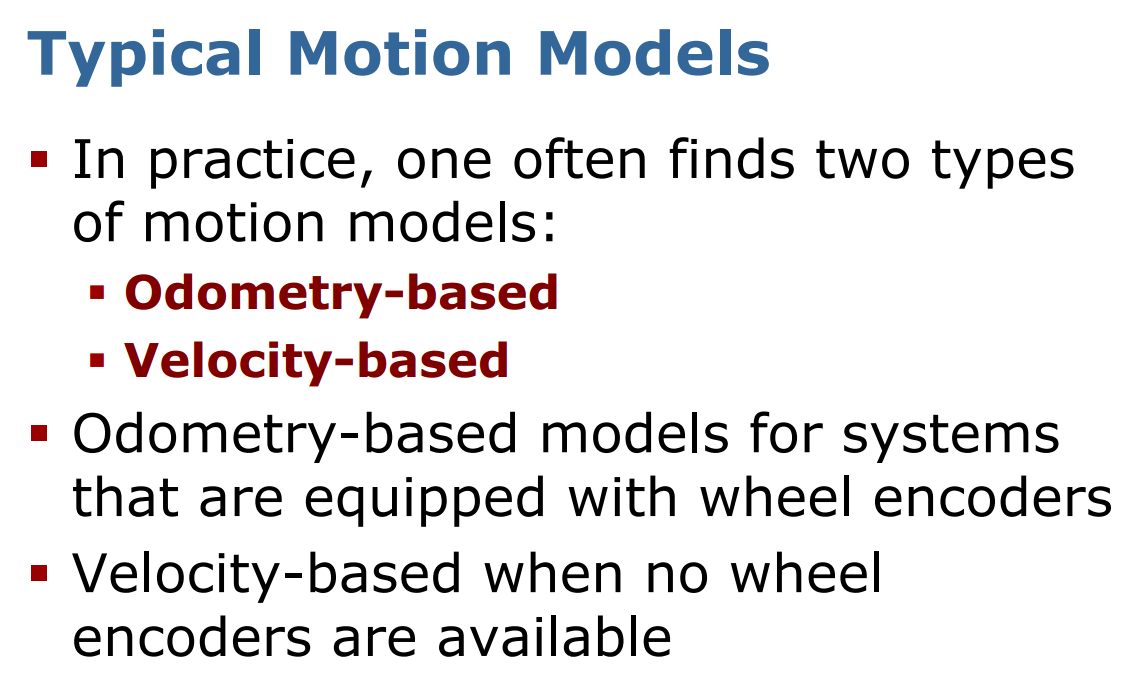 Typical Motion Models
▪ In practice, one often finds two types
of motion models:
▪ Odometry-based
▪ Velocity-based
▪ Odometry-based models for systems
that are equipped with wheel encoders
▪ Velocity-based when no wheel
encoders are available